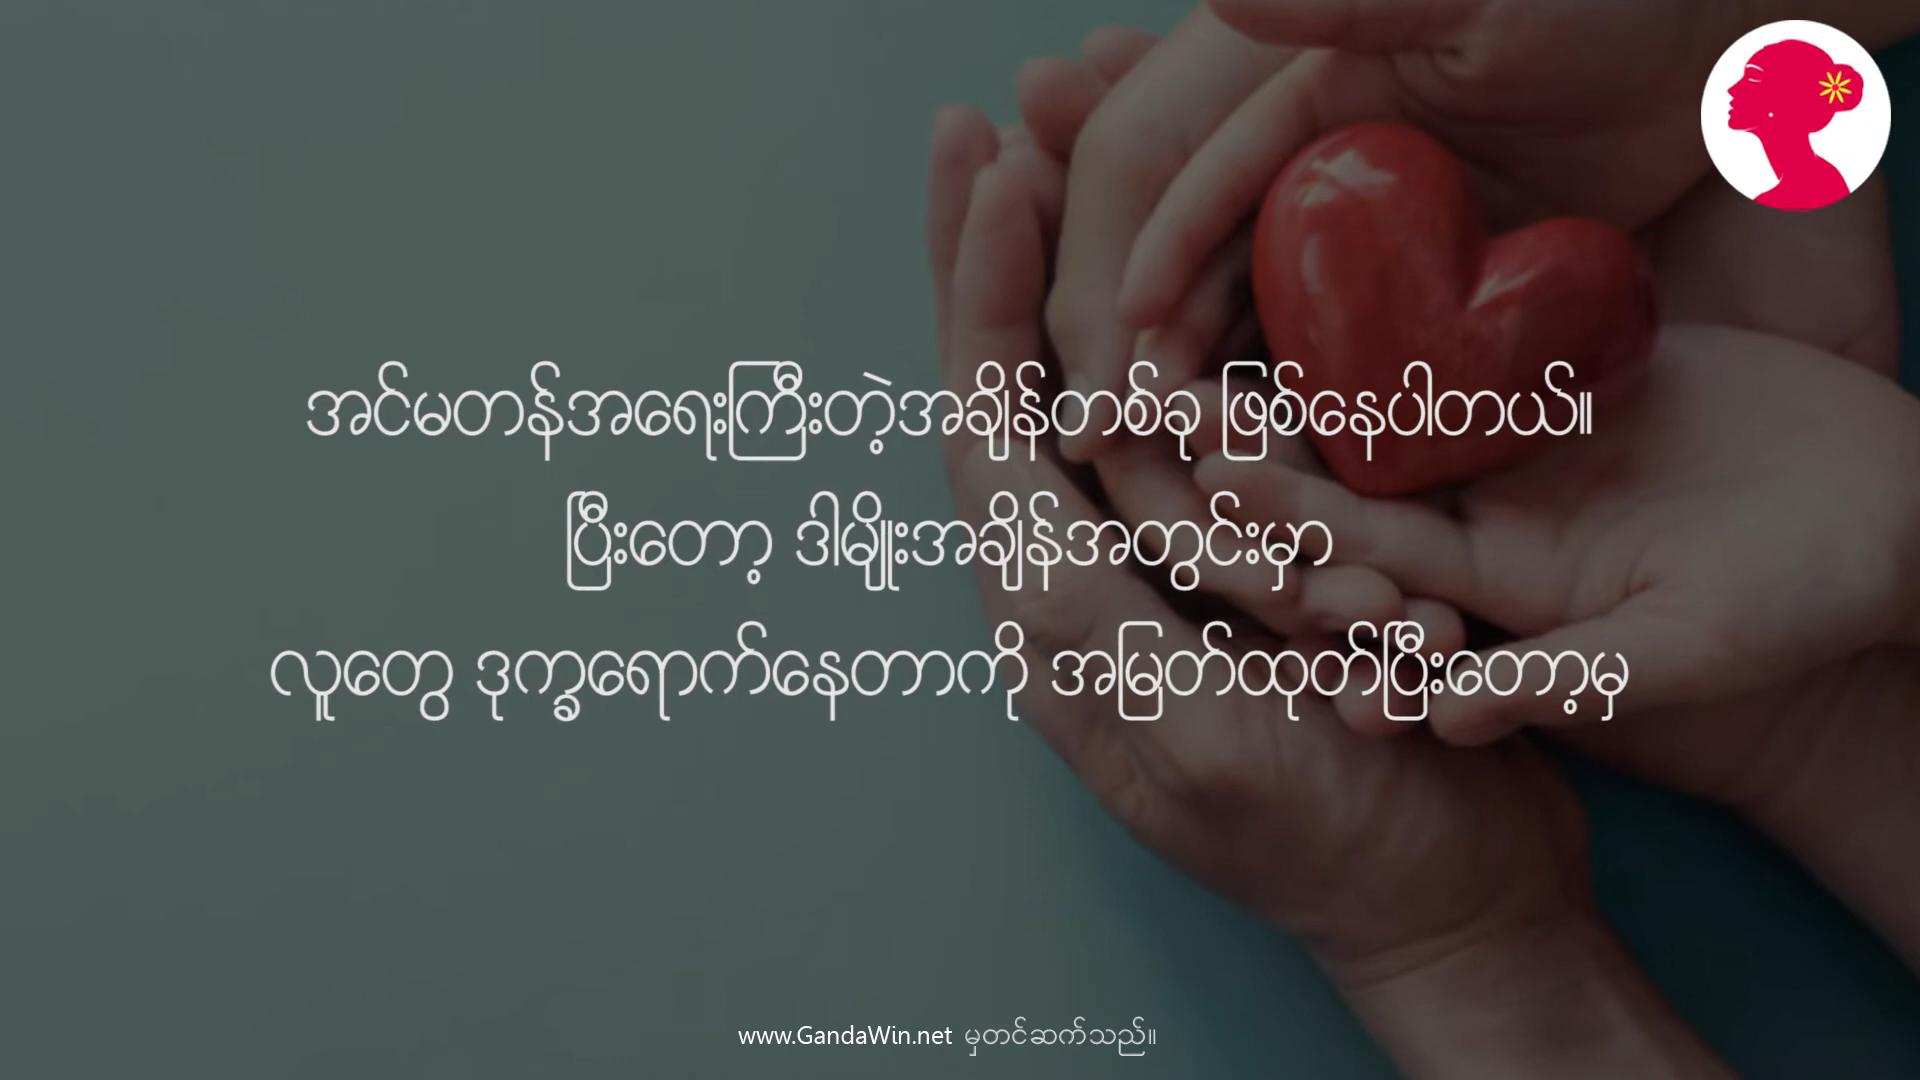 အင်မတန်အရေးကြီးတဲ့အချိန်တစ်ခု ဖြစ်နေပါတယ်။
ပြီးတော့ ဒါမျိုးအချိန်အတွင်းမှာ
လူတွေ ဒုက္ခရောက်နေတာကို အမြတ်ထုတ်ပြီးတော့မှ
www.GandaWin.net မှတင်ဆက်သည်။